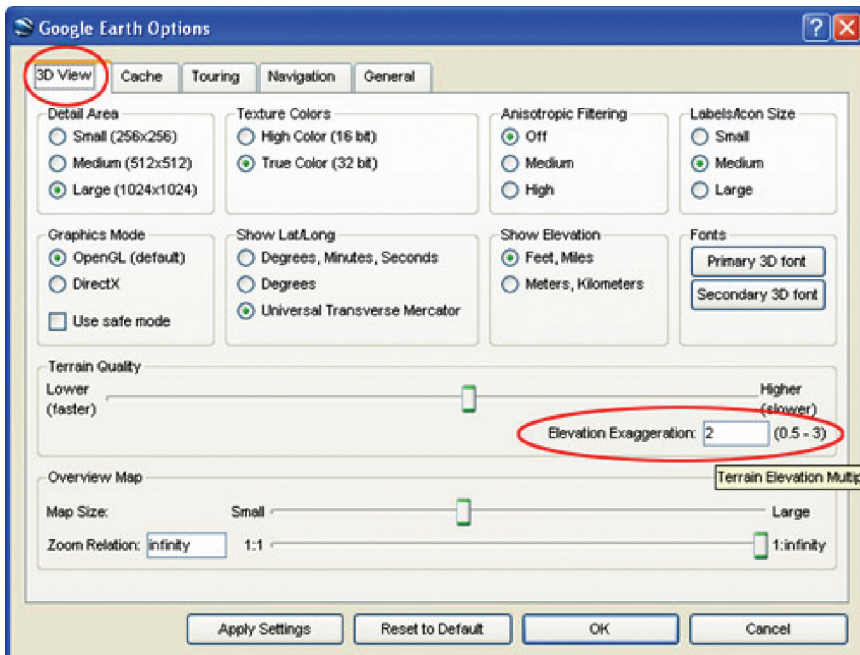 Google Earth Options
3D View Cache Touring Navigation General
Detail Area Texture Colors Anisotropic Filtering Labels/Icon Size
Small (256x256) High Color (16 bit) Off Small
Medium (512x512) True Color (32 bit) Medium Medium
Large (1024x1024) High Large
Graphics Mode Show Lat/Long Show Elevation Fonts
OpenGL (default) Degrees, Minutes, Seconds Feet, Miles Primary 3D font
DirectX Degrees Meters, Kilometers Secondary 3D font
Use safe mode Universal Transverse Mercator
Terrain Quality
Lower Higher
(faster) (slower)
Elevation Exaggeration: 2 (0.5 - 3)
Terrain Elevation Multip
Overview Map
Map Size: Small Large
Zoom Relation: infinity 1:1 1:infinity
Apply Settings Reset to Default OK Cancel